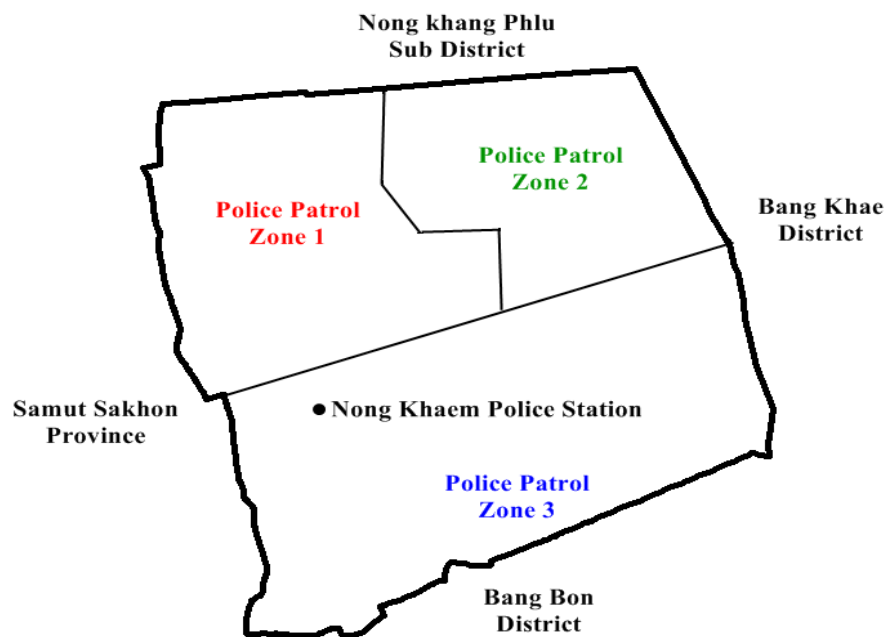 Nong khang Phlu
Sub District
Police Patrol
Zone 2
Police Patrol
Zone 1
Bang Khae
District
Samut Sakhon
Province
Nong Khaem Police Station
Police Patrol
Zone 3
Bang Bon
District